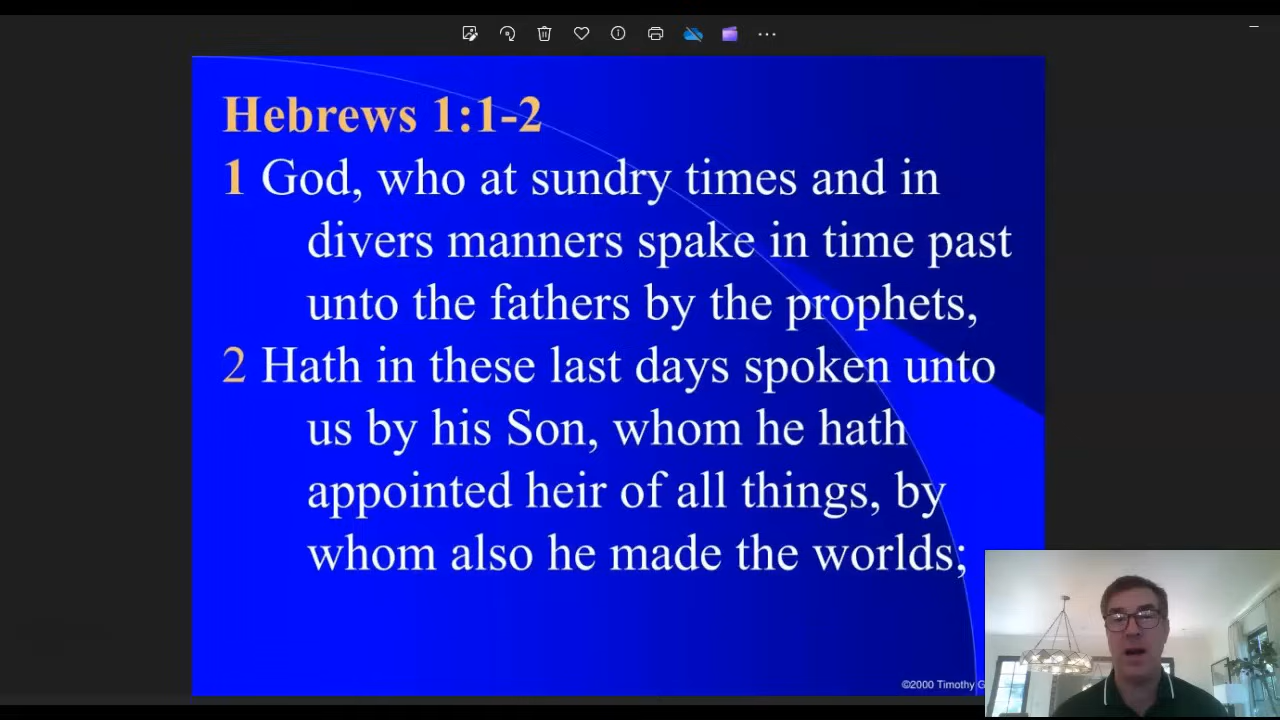 Hebrews 1:1-2
1 God, who at sundry times and in
divers manners spake in time past
unto the fathers by the prophets,
2 Hath in these last days spoken unto
us by his Son, whom he hath
appointed heir of all things, by
whom also he made the worlds;
©2000 Timothy